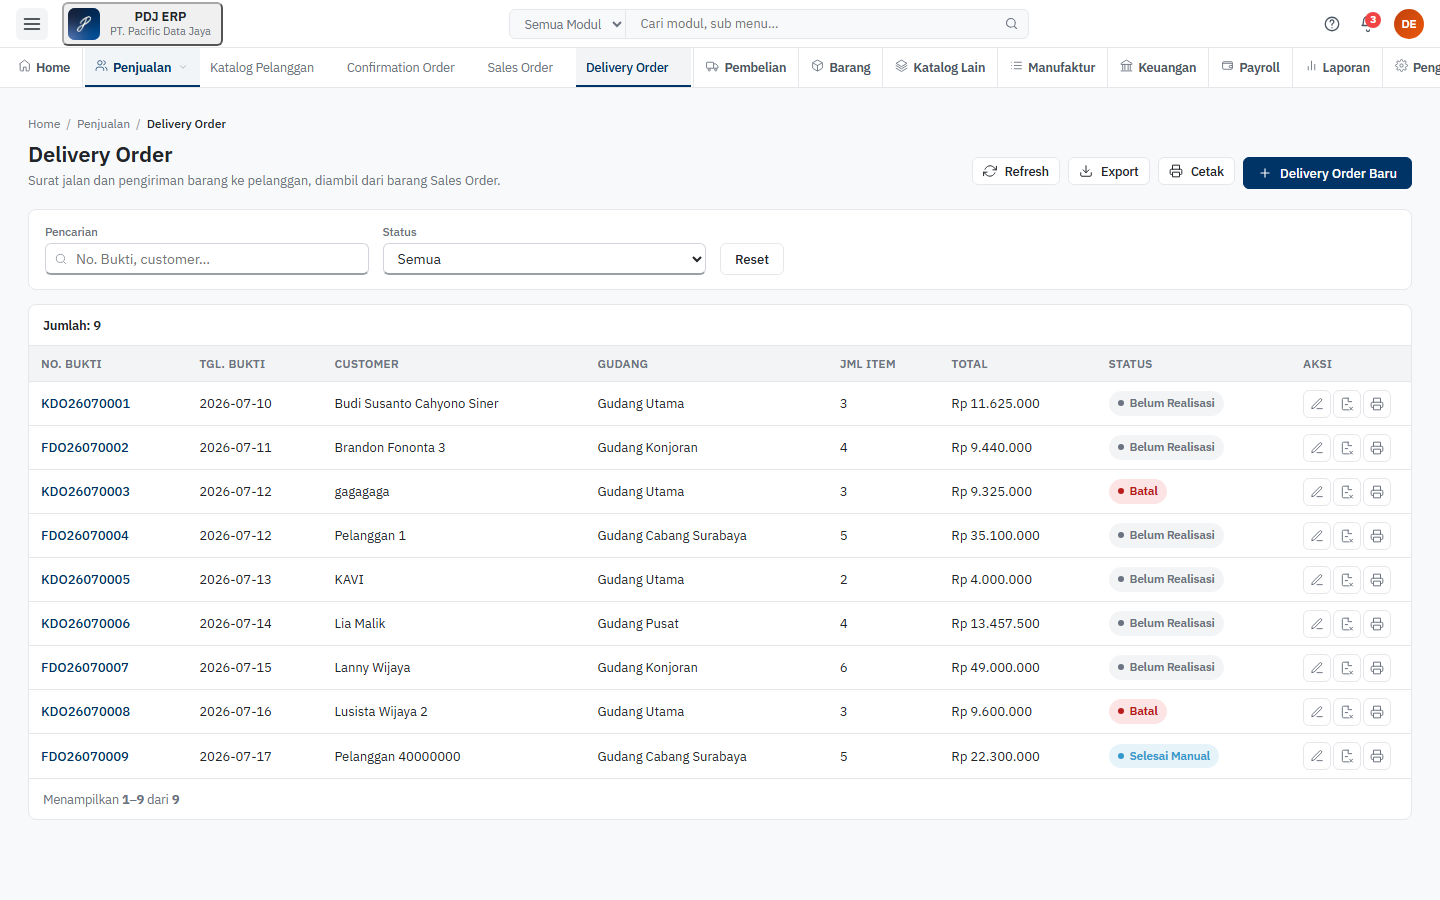 PDJ ERP
PT. Pacific Data Jaya
Semua Modul
Cari modul, sub menu...
3
DE
Home
Penjualan
Katalog Pelanggan
Confirmation Order
Sales Order
Delivery Order
Pembelian
Barang
Katalog Lain
Manufaktur
Keuangan
Payroll
Laporan
Peng
Home / Penjualan / Delivery Order
Delivery Order
Surat jalan dan pengiriman barang ke pelanggan, diambil dari barang Sales Order.
Refresh
Export
Cetak
Delivery Order Baru
Pencarian
No. Bukti, customer...
Status
Semua
Reset
Jumlah: 9
NO. BUKTI TGL. BUKTI CUSTOMER GUDANG JML ITEM TOTAL STATUS AKSI
KDO26070001 2026-07-10 Budi Susanto Cahyono Siner Gudang Utama 3 Rp 11.625.000 Belum Realisasi
FDO26070002 2026-07-11 Brandon Fononta 3 Gudang Konjoran 4 Rp 9.440.000 Belum Realisasi
KDO26070003 2026-07-12 gagagaga Gudang Utama 3 Rp 9.325.000 Batal
FDO26070004 2026-07-12 Pelanggan 1 Gudang Cabang Surabaya 5 Rp 35.100.000 Belum Realisasi
KDO26070005 2026-07-13 KAVI Gudang Utama 2 Rp 4.000.000 Belum Realisasi
KDO26070006 2026-07-14 Lia Malik Gudang Pusat 4 Rp 13.457.500 Belum Realisasi
FDO26070007 2026-07-15 Lanny Wijaya Gudang Konjoran 6 Rp 49.000.000 Belum Realisasi
KDO26070008 2026-07-16 Lusista Wijaya 2 Gudang Utama 3 Rp 9.600.000 Batal
FDO26070009 2026-07-17 Pelanggan 40000000 Gudang Cabang Surabaya 5 Rp 22.300.000 Selesai Manual
Menampilkan 1–9 dari 9